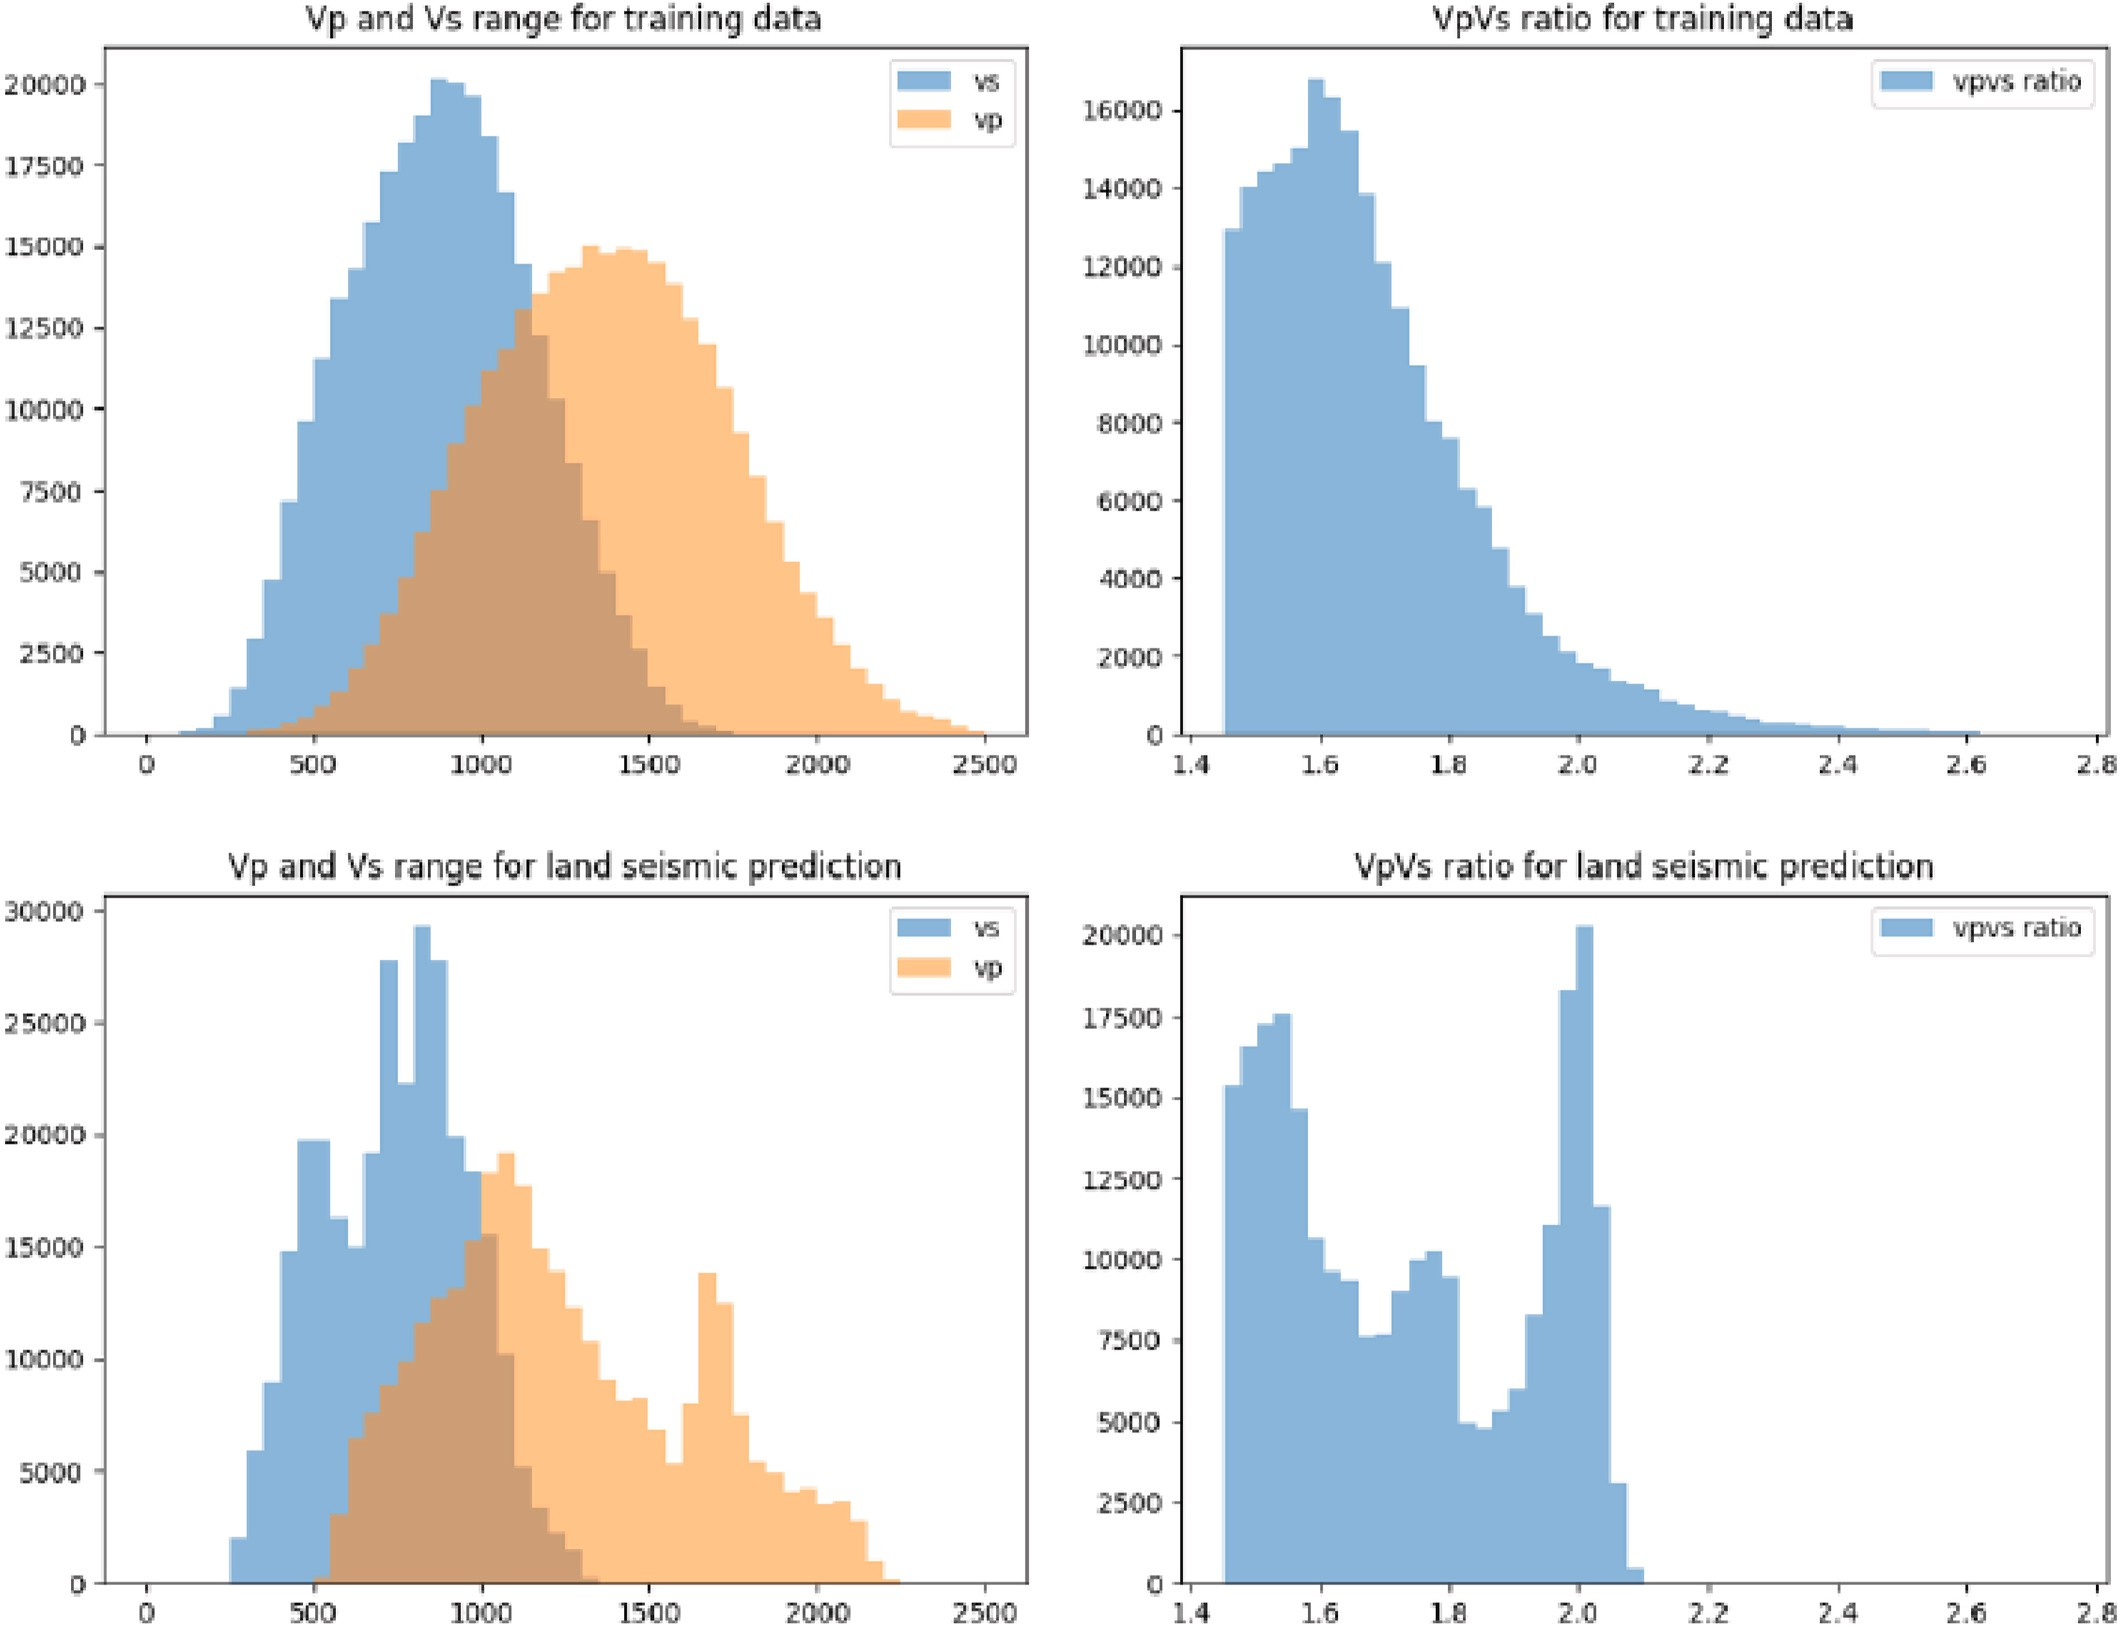 Vp and Vs range for training data
20000
17500
15000
12500
10000
7500
5000
2500
0
0 500 1000 1500 2000 2500
vs
vp
VpVs ratio for training data
16000
14000
12000
10000
8000
6000
4000
2000
0
1.4 1.6 1.8 2.0 2.2 2.4 2.6 2.8
vpvs ratio
Vp and Vs range for land seismic prediction
30000
25000
20000
15000
10000
5000
0
0 500 1000 1500 2000 2500
vs
vp
VpVs ratio for land seismic prediction
20000
17500
15000
12500
10000
7500
5000
2500
0
1.4 1.6 1.8 2.0 2.2 2.4 2.6 2.8
vpvs ratio